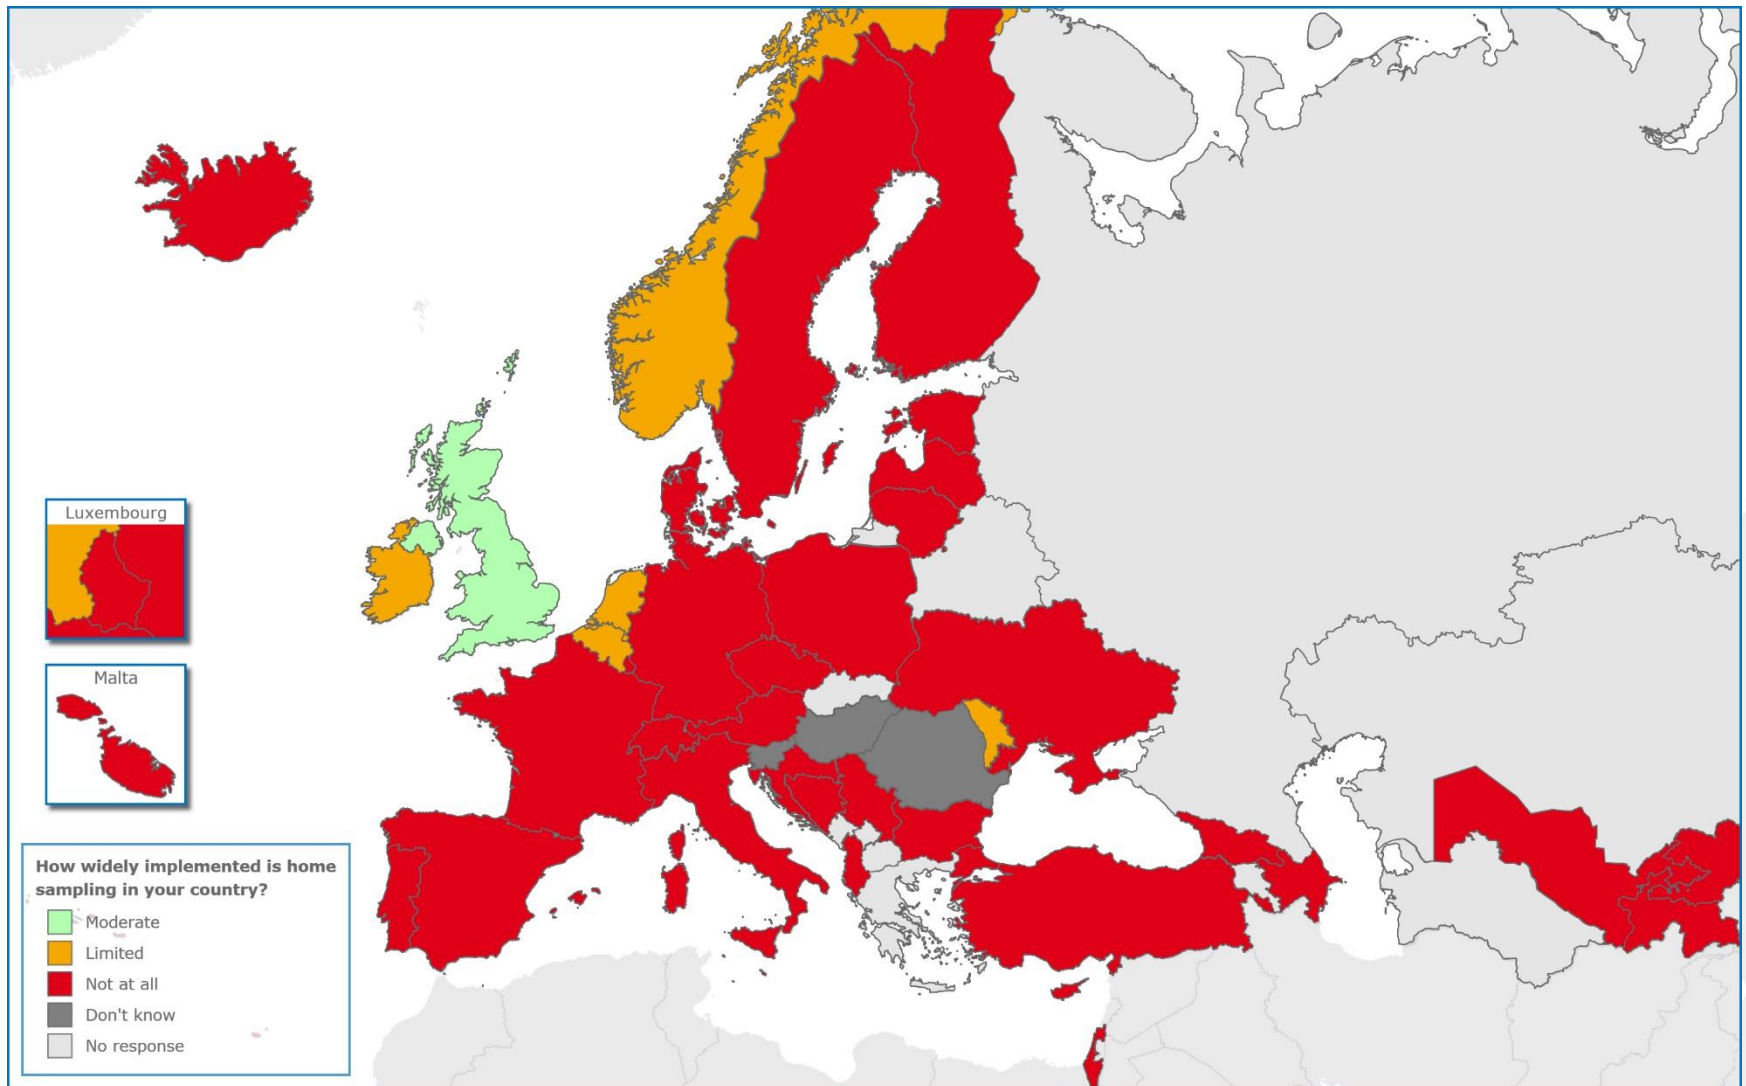 Luxembourg
Malta
How widely implemented is home
sampling in your country?
Moderate
Limited
Not at all
Don't know
No response